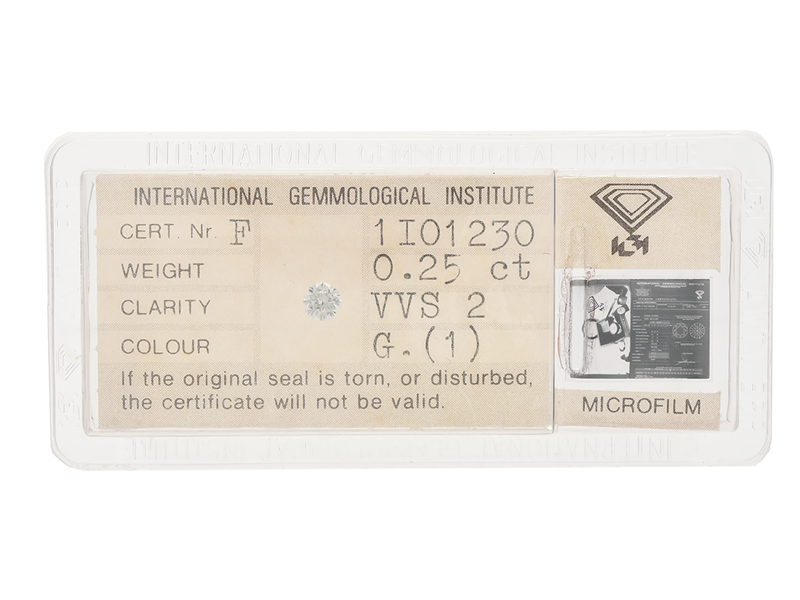 INTERNATIONAL GEMMOLOGICAL INSTITUTE
INTERNATIONAL GEMMOLOGICAL INSTITUTE
CERT. Nr. F 1I01230
WEIGHT 0.25 ct
CLARITY VVS 2
COLOUR G.(1)
If the original seal is torn, or disturbed,
the certificate will not be valid.
IGI
MICROFILM